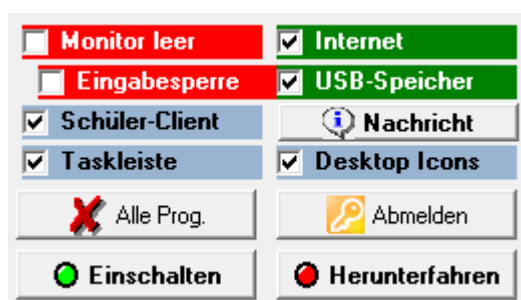 Monitor leer
Internet
Eingabesperre
USB-Speicher
Schüler-Client
Nachricht
Taskleiste
Desktop Icons
Alle Prog.
Abmelden
Einschalten
Herunterfahren